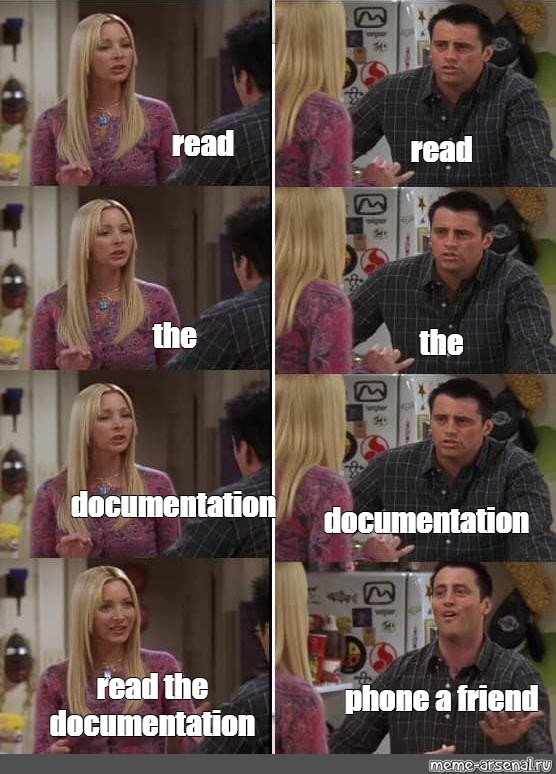 read
read
the
the
documentation
documentation
read the
documentation
phone a friend
meme-arsenal.ru